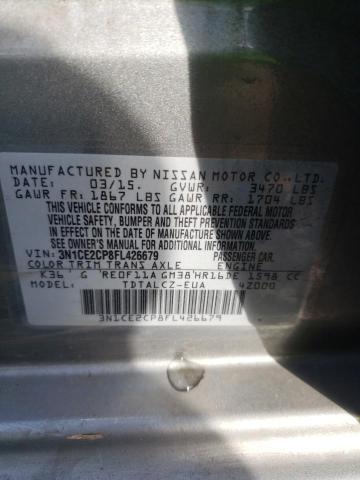 MANUFACTURED BY NISSAN MOTOR CO., LTD.
DATE: 03/15. GVWR: 3470 LBS
GAWR FR: 1867 LBS GAWR RR: 1704 LBS
THIS VEHICLE CONFORMS TO ALL APPLICABLE FEDERAL MOTOR
VEHICLE SAFETY, BUMPER AND THEFT PREVENTION STANDARDS
IN EFFECT ON THE DATE OF MANUFACTURE SHOWN ABOVE.
SEE OWNER'S MANUAL FOR ADDITIONAL INFORMATION.
VIN: 3N1CE2CP8FL426679 PASSENGER CAR.
COLOR TRIM TRANS AXLE ENGINE
K36 G RE0F11A GM38 HR16DE 1598 CC
MODEL: TDTALCZ-EUA 4Z000
3N1CE2CP8FL426679